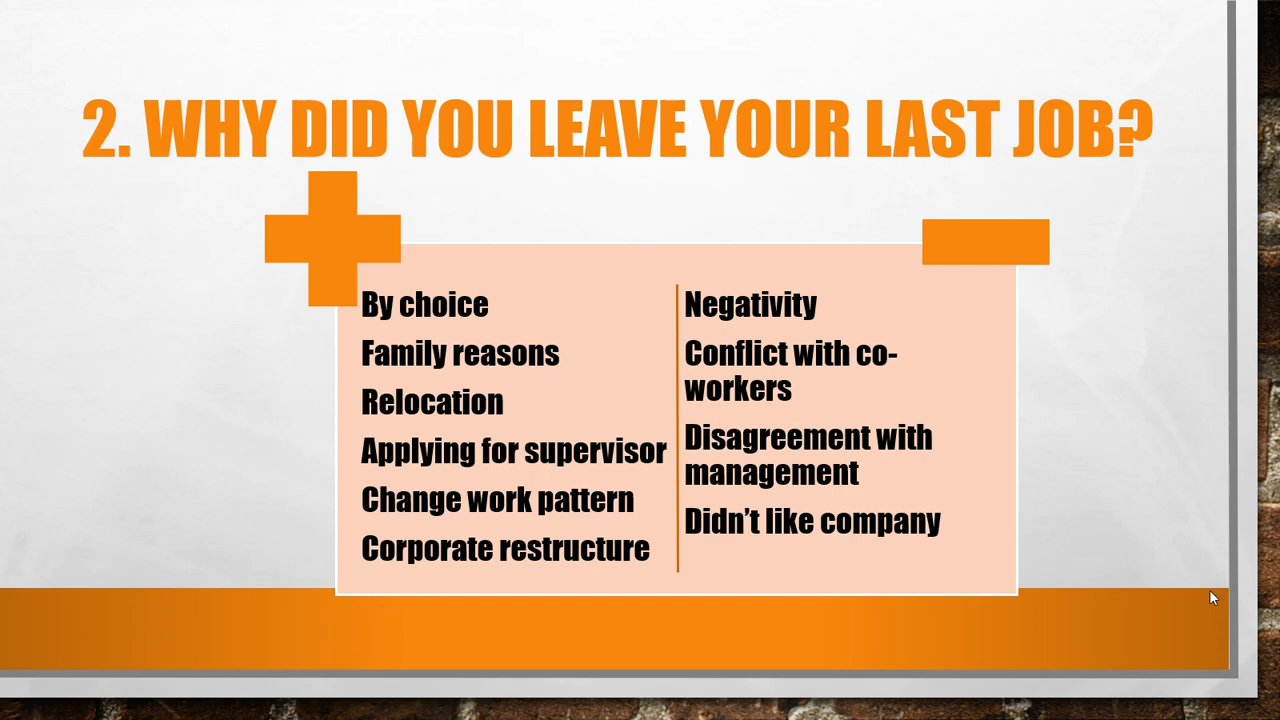 2. WHY DID YOU LEAVE YOUR LAST JOB?
By choice
Family reasons
Relocation
Applying for supervisor
Change work pattern
Corporate restructure
Negativity
Conflict with co-
workers
Disagreement with
management
Didn’t like company